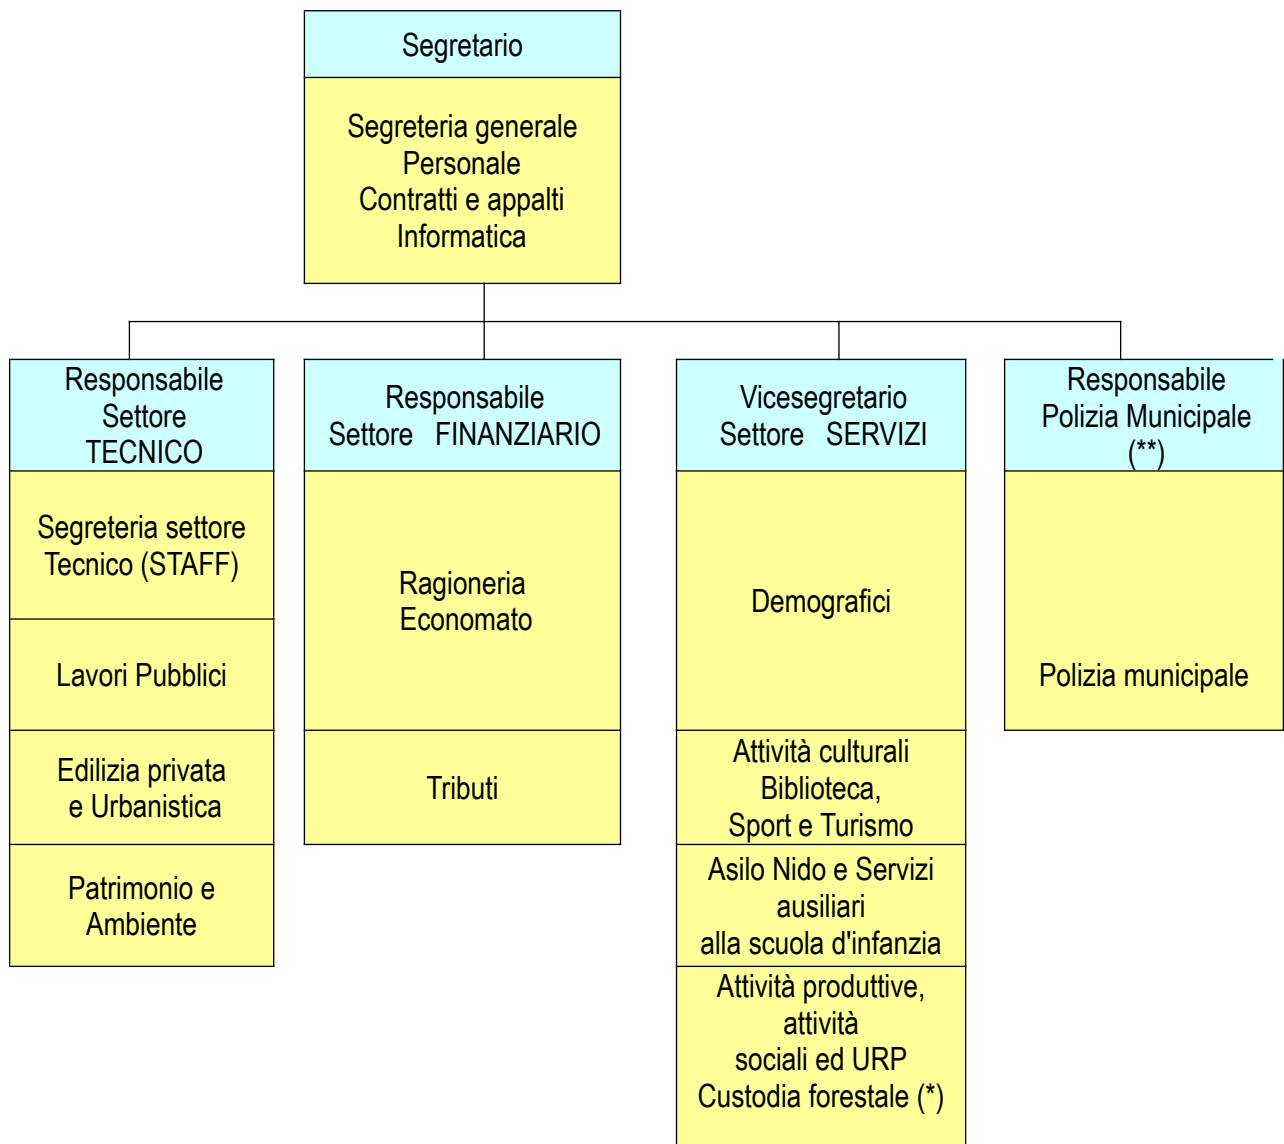 Segretario
Segreteria generale
Personale
Contratti e appalti
Informatica
Responsabile
Settore
TECNICO
Segreteria settore
Tecnico (STAFF)
Lavori Pubblici
Edilizia privata
e Urbanistica
Patrimonio e
Ambiente
Responsabile
Settore FINANZIARIO
Ragioneria
Economato
Tributi
Vicesegretario
Settore SERVIZI
Demografici
Attività culturali
Biblioteca,
Sport e Turismo
Asilo Nido e Servizi
ausiliari
alla scuola d'infanzia
Attività produttive,
attività
sociali ed URP
Custodia forestale (*)
Responsabile
Polizia Municipale
(**)
Polizia municipale